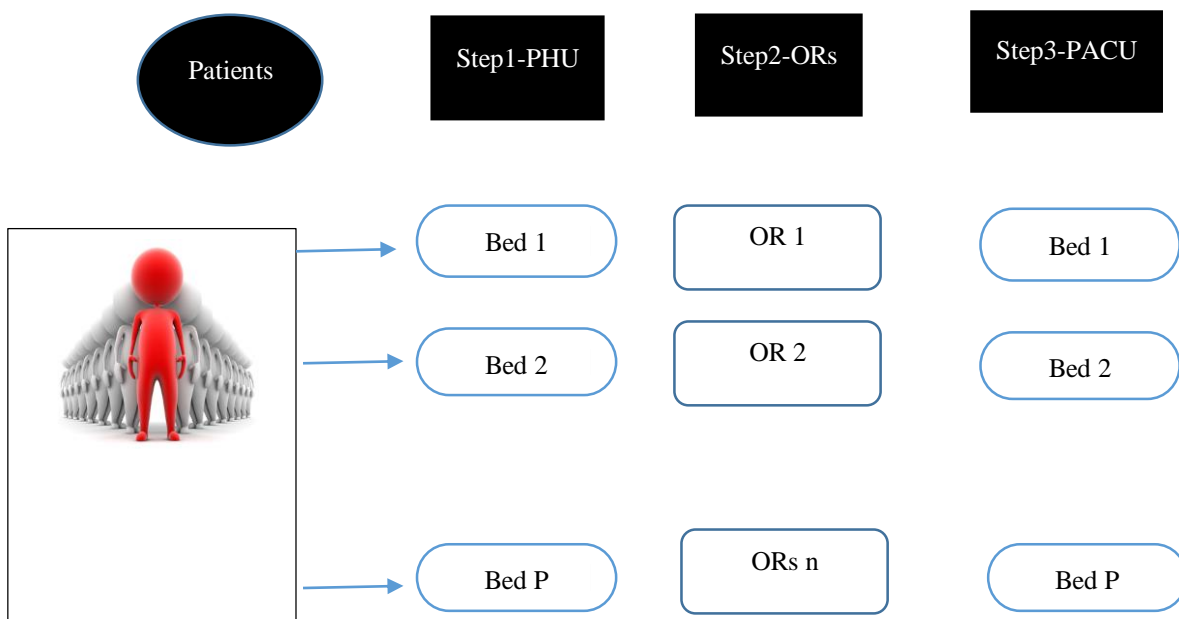 Patients
Step1-PHU
Step2-ORs
Step3-PACU
Bed 1
OR 1
Bed 1
Bed 2
OR 2
Bed 2
Bed P
ORs n
Bed P